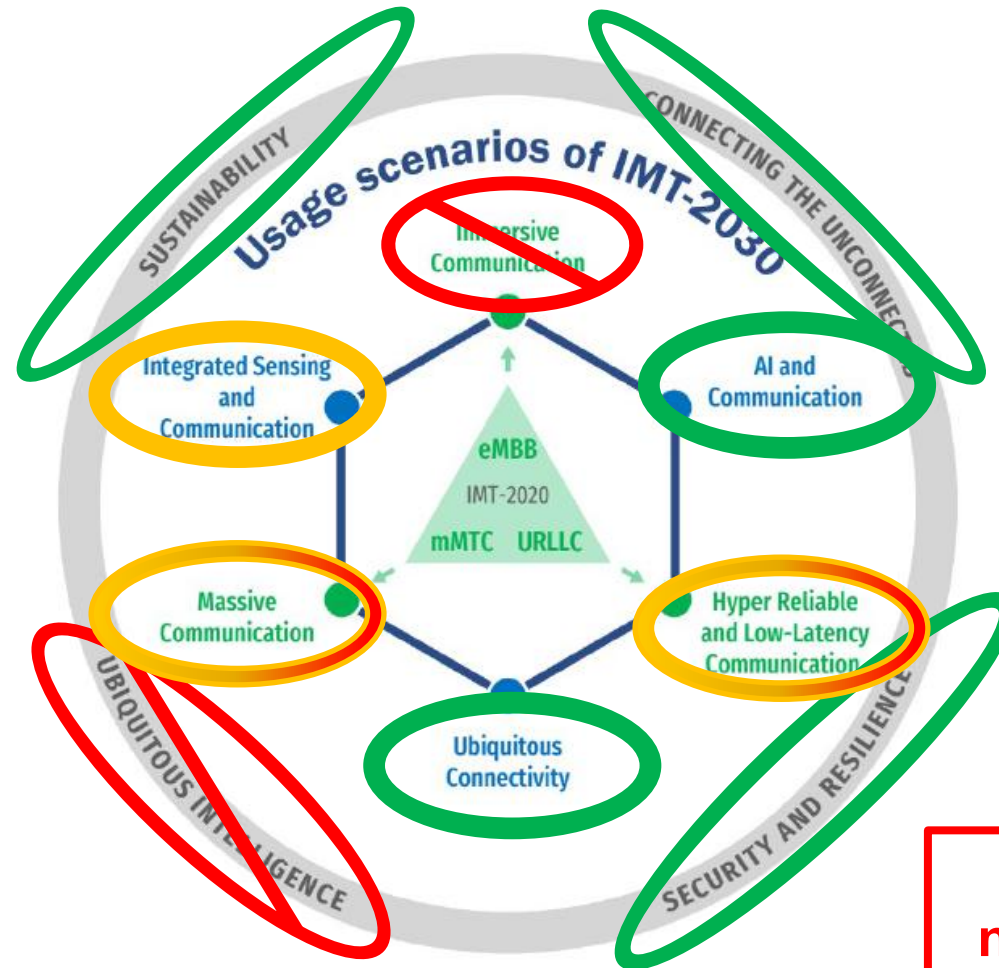 SUSTAINABILITY
CONNECTING THE UNCONNECTED
Usage scenarios of IMT-2030
Immersive
Communication
Integrated Sensing
and
Communication
AI and
Communication
eMBB
IMT-2020
mMTC URLLC
Massive
Communication
Hyper Reliable
and Low-Latency
Communication
Ubiquitous
Connectivity
UBIQUITOUS INTELLIGENCE
SECURITY AND RESILIENCE